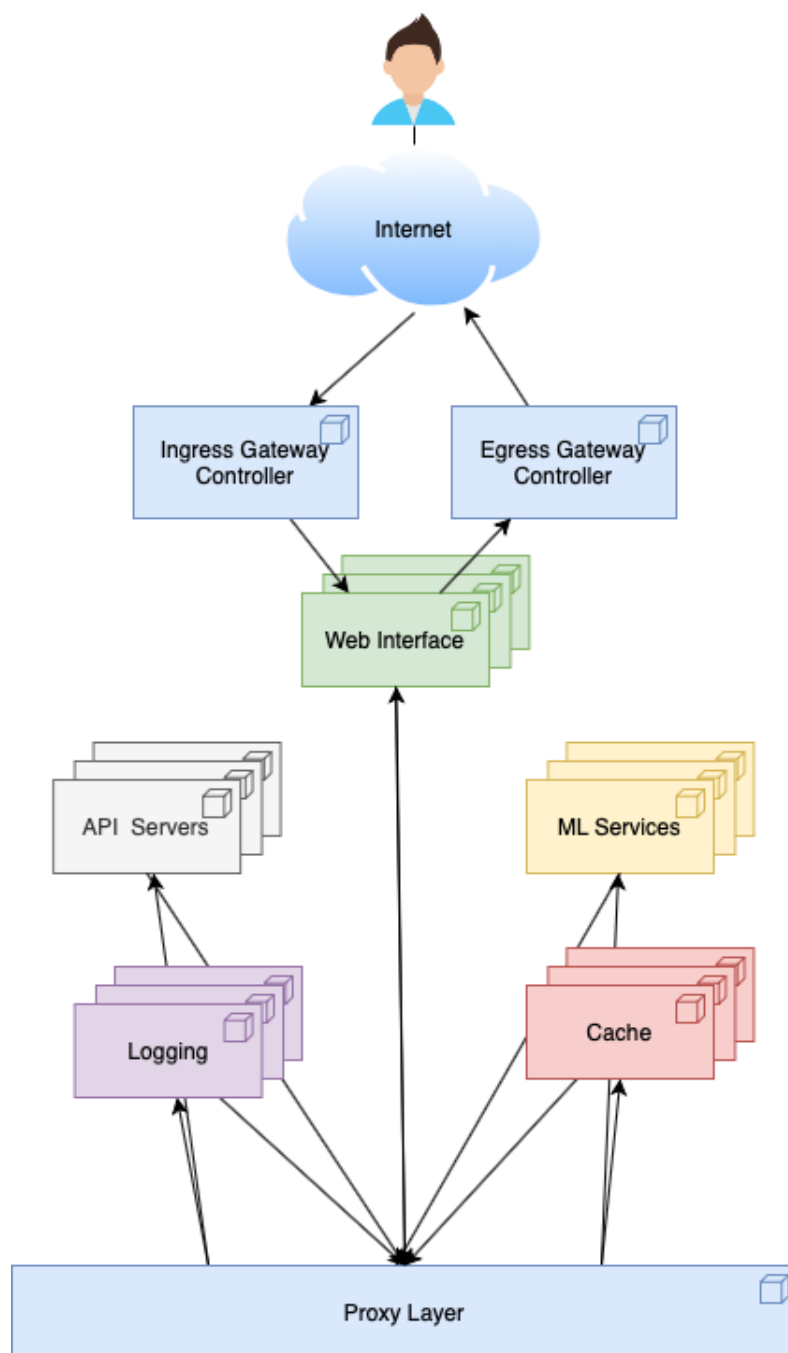 Internet
Ingress Gateway
Controller
Egress Gateway
Controller
Web Interface
API  Servers
ML Services
Logging
Cache
Proxy Layer